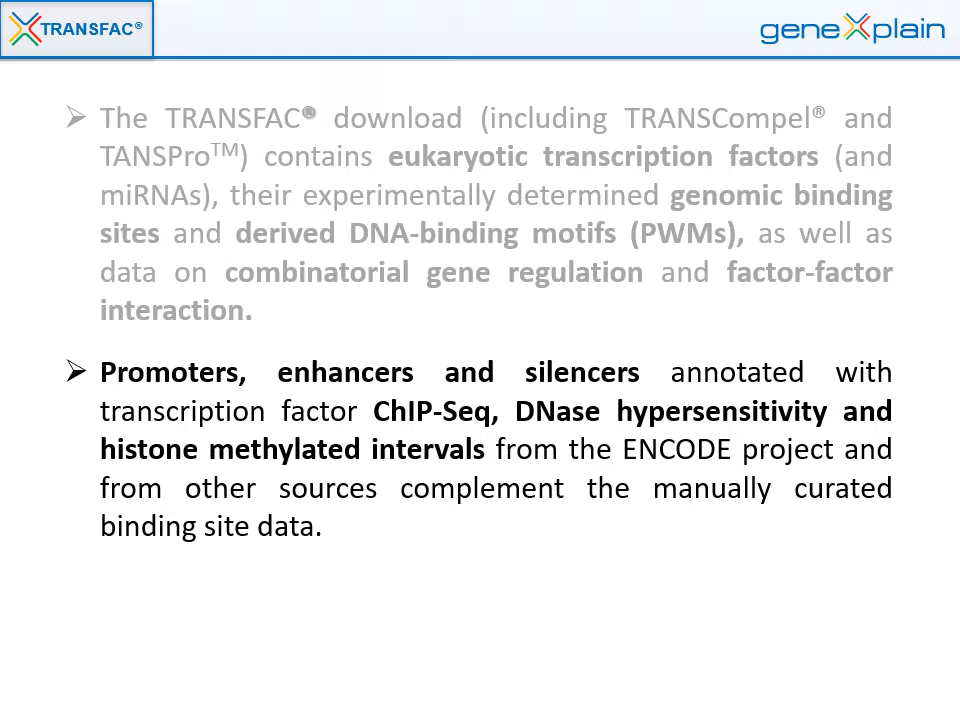 TRANSFAC®
geneXplain
➢ The TRANSFAC® download (including TRANSCompel® and
TANSPro™) contains eukaryotic transcription factors (and
miRNAs), their experimentally determined genomic binding
sites and derived DNA-binding motifs (PWMs), as well as
data on combinatorial gene regulation and factor-factor
interaction.
➢ Promoters, enhancers and silencers annotated with
transcription factor ChIP-Seq, DNase hypersensitivity and
histone methylated intervals from the ENCODE project and
from other sources complement the manually curated
binding site data.